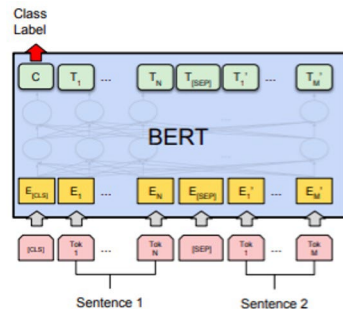 Class
Label
C T1 ... TN T[SEP] T1' ... TM'
BERT
E[CLS] E1 ... EN E[SEP] E1' ... EM'
[CLS] Tok 1 ... Tok N [SEP] Tok 1 ... Tok M
Sentence 1 Sentence 2